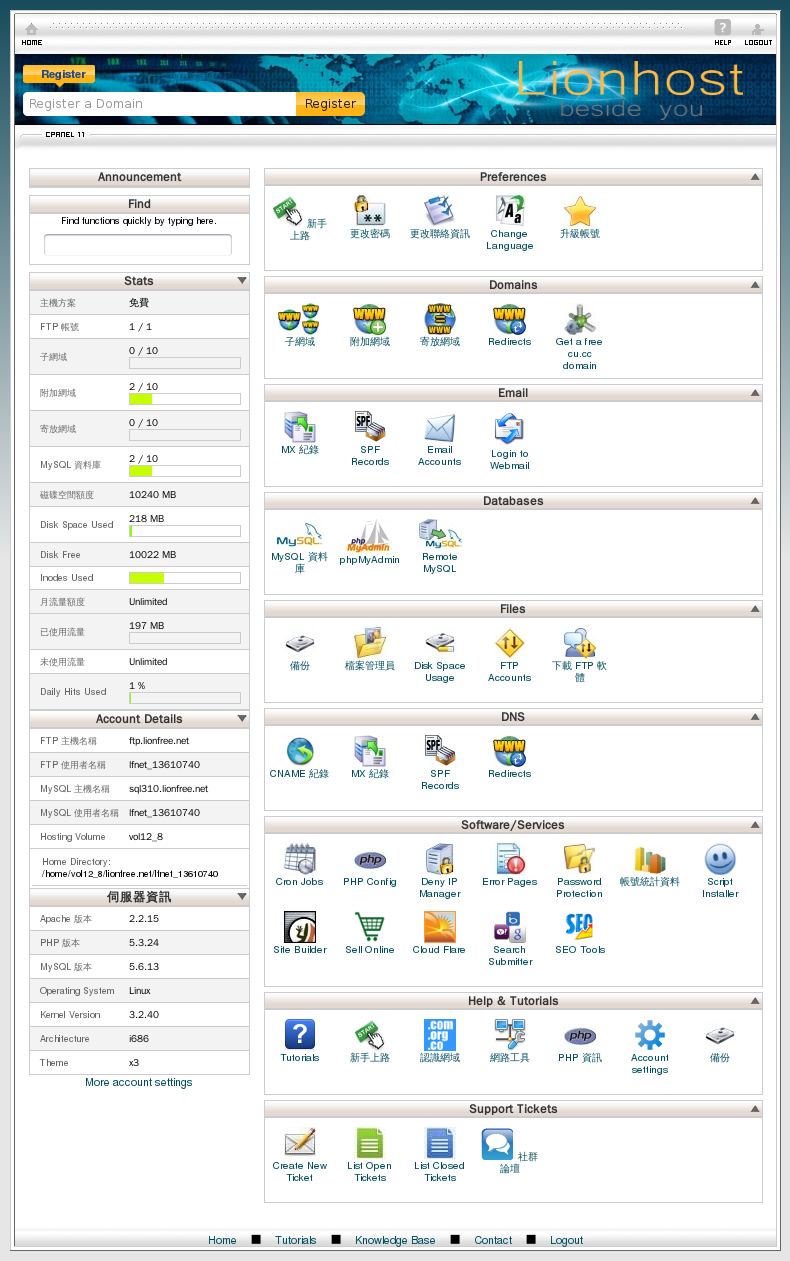 HOME
HELP
LOGOUT
Register
Register a Domain
Register
Lionhost
beside you
CPANEL 11
Announcement
Find
Find functions quickly by typing here.
Stats
主機方案 免費
FTP 帳號 1 / 1
子網域 0 / 10
附加網域 2 / 10
寄放網域 0 / 10
MySQL 資料庫 2 / 10
磁碟空間額度 10240 MB
Disk Space Used 218 MB
Disk Free 10022 MB
Inodes Used
月流量額度 Unlimited
已使用流量 197 MB
未使用流量 Unlimited
Daily Hits Used 1 %
Account Details
FTP 主機名稱 ftp.lionfree.net
FTP 使用者名稱 lfnet_13610740
MySQL 主機名稱 sql310.lionfree.net
MySQL 使用者名稱 lfnet_13610740
Hosting Volume vol12_8
Home Directory:
/home/vol12_8/lionfree.net/lfnet_13610740
伺服器資訊
Apache 版本 2.2.15
PHP 版本 5.3.24
MySQL 版本 5.6.13
Operating System Linux
Kernel Version 3.2.40
Architecture i686
Theme x3
More account settings
Preferences
START
新手
上路
更改密碼
更改聯絡資訊
Change
Language
升級帳號
Domains
子網域
附加網域
寄放網域
Redirects
Get a free
cu.cc
domain
Email
MX 紀錄
SPF
Records
Email
Accounts
Login to
Webmail
Databases
MySQL 資料
庫
phpMyAdmin
Remote
MySQL
Files
備份
檔案管理員
Disk Space
Usage
FTP
Accounts
下載 FTP 軟
體
DNS
CNAME 紀錄
MX 紀錄
SPF
Records
Redirects
Software/Services
Cron Jobs
PHP Config
Deny IP
Manager
Error Pages
Password
Protection
帳號統計資料
Script
Installer
Site Builder
Sell Online
Cloud Flare
Search
Submitter
SEO Tools
Help & Tutorials
Tutorials
新手上路
.com
.org
.co
認識網域
網路工具
PHP 資訊
Account
settings
備份
Support Tickets
Create New
Ticket
List Open
Tickets
List Closed
Tickets
社群
論壇
Home
Tutorials
Knowledge Base
Contact
Logout